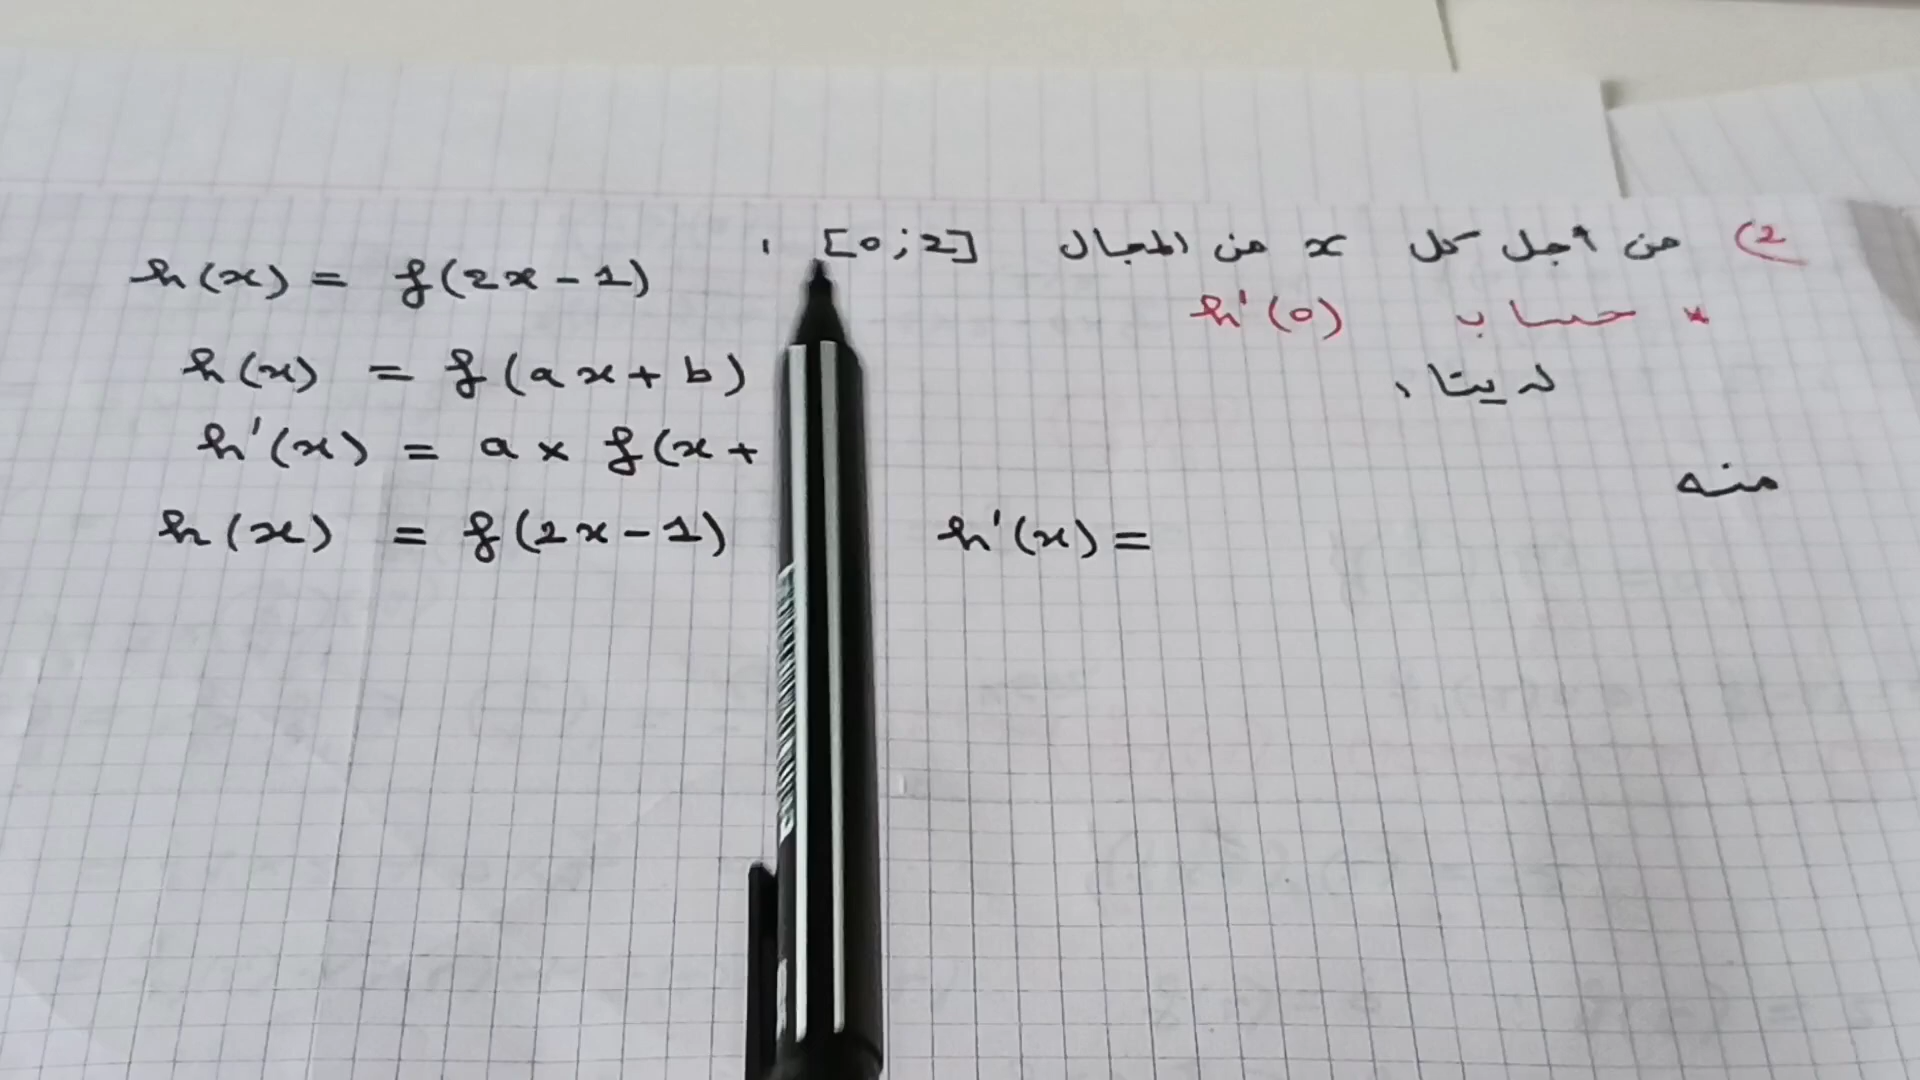 2) من أجل كل x من المجال [0;2] ، h(x) = f(2x-1)
* حساب h'(0)
لدينا، h(x) = f(ax+b)
منه h'(x) = a × f(x+
h(x) = f(2x-1) h'(x) =